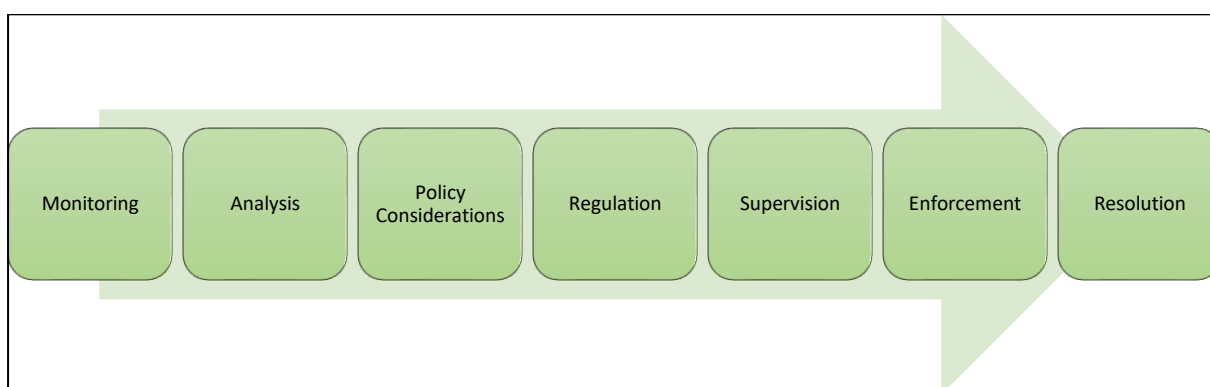 Monitoring
Analysis
Policy
Considerations
Regulation
Supervision
Enforcement
Resolution